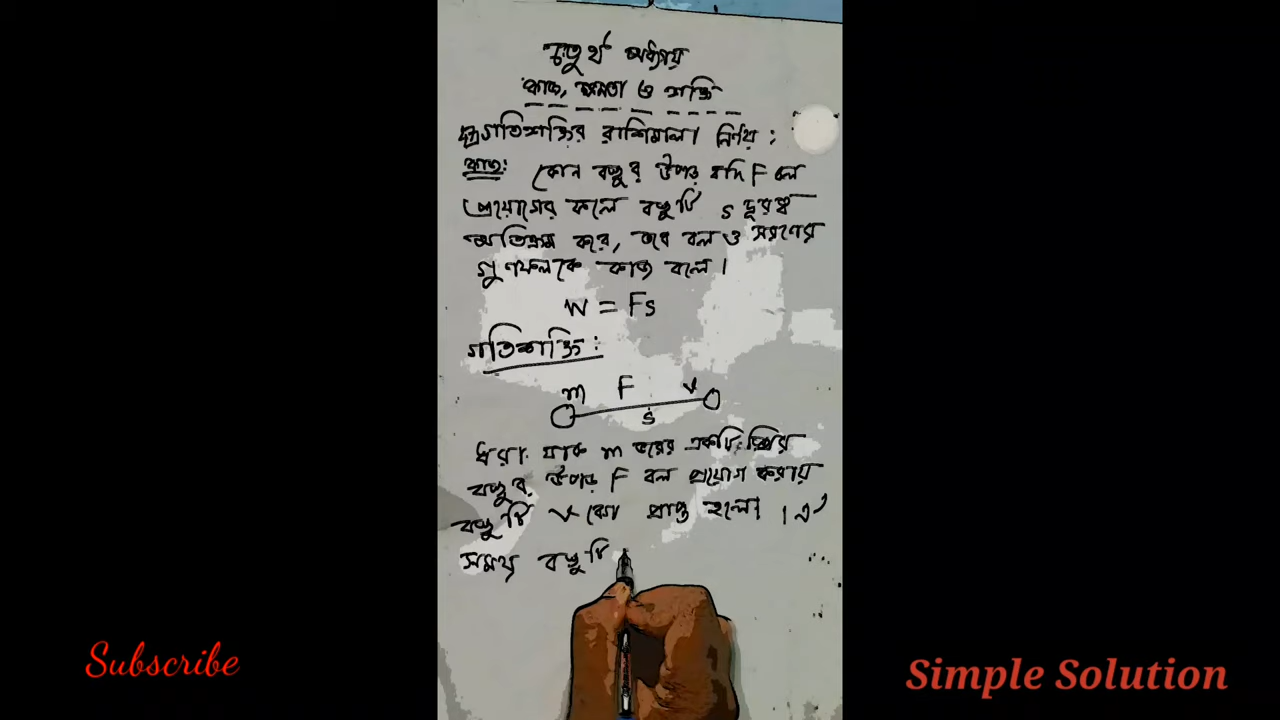 চতুর্থ অধ্যায়
কাজ, ক্ষমতা ও শক্তি
গতিশক্তির রাশিমালা নির্ণয় :
কাজ: কোন বস্তুর উপর যদি F বল
প্রয়োগের ফলে বস্তুটি s দূরত্ব
অতিক্রম করে, তবে বল ও সরণের
গুণফলকে কাজ বলে।
W = Fs
গতিশক্তি :
m F v
s
ধরা যাক m ভরের একটি স্থির
বস্তুর উপর F বল প্রয়োগ করায়
বস্তুটি v বেগ প্রাপ্ত হলো। এ
সময় বস্তুটি
Subscribe
Simple Solution